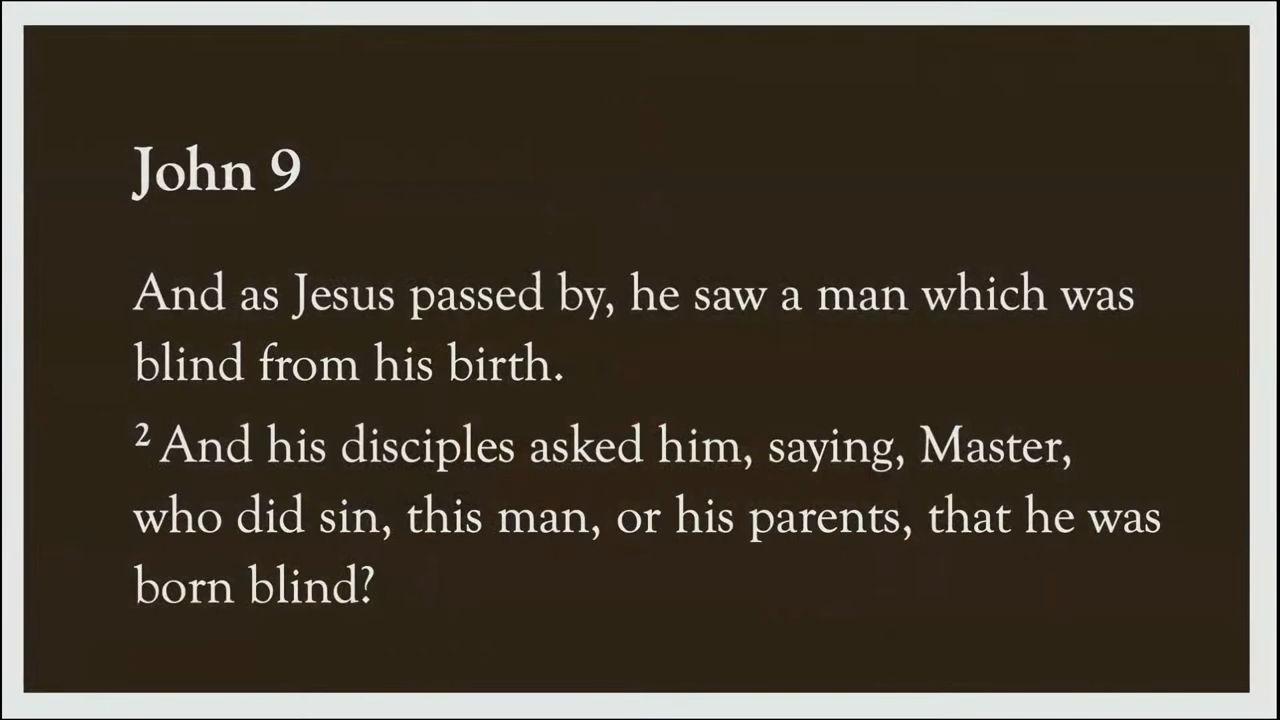 John 9
And as Jesus passed by, he saw a man which was
blind from his birth.
² And his disciples asked him, saying, Master,
who did sin, this man, or his parents, that he was
born blind?